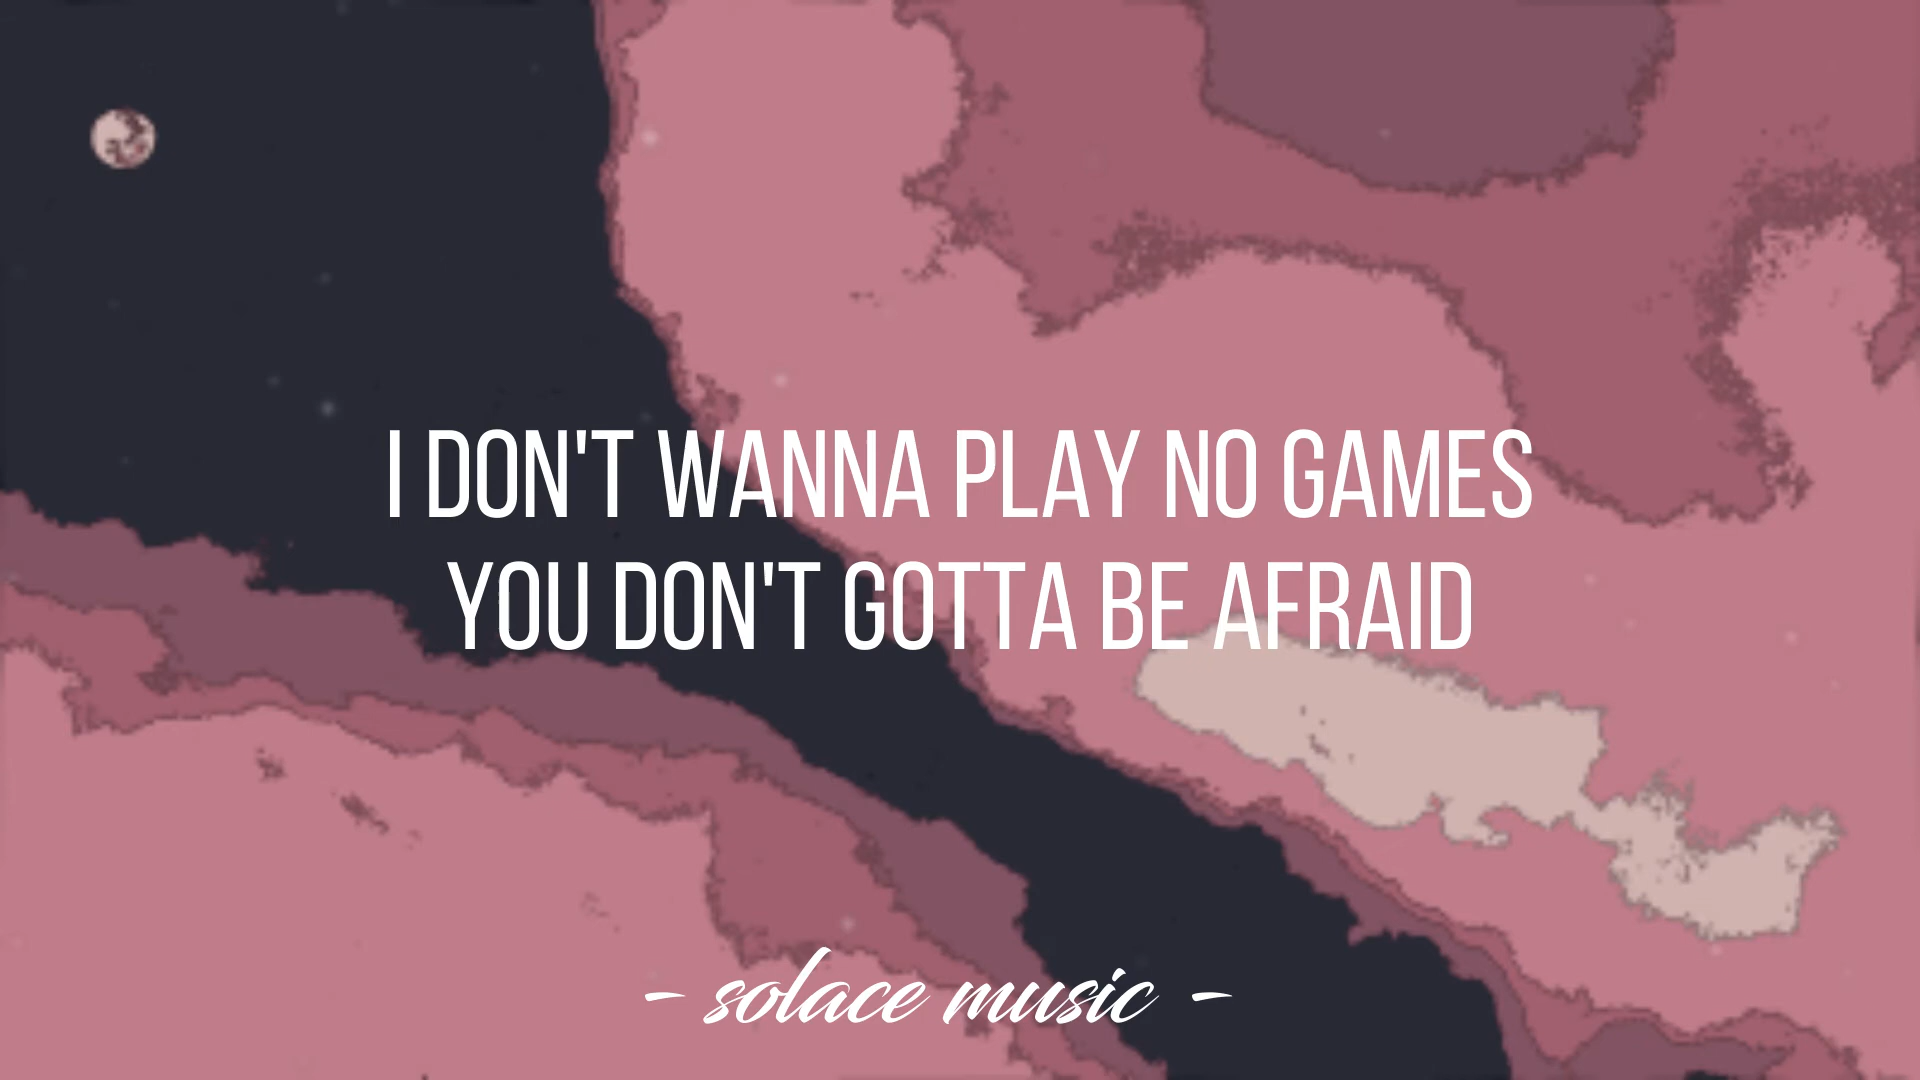 I DON'T WANNA PLAY NO GAMES
YOU DON'T GOTTA BE AFRAID
- solace music -